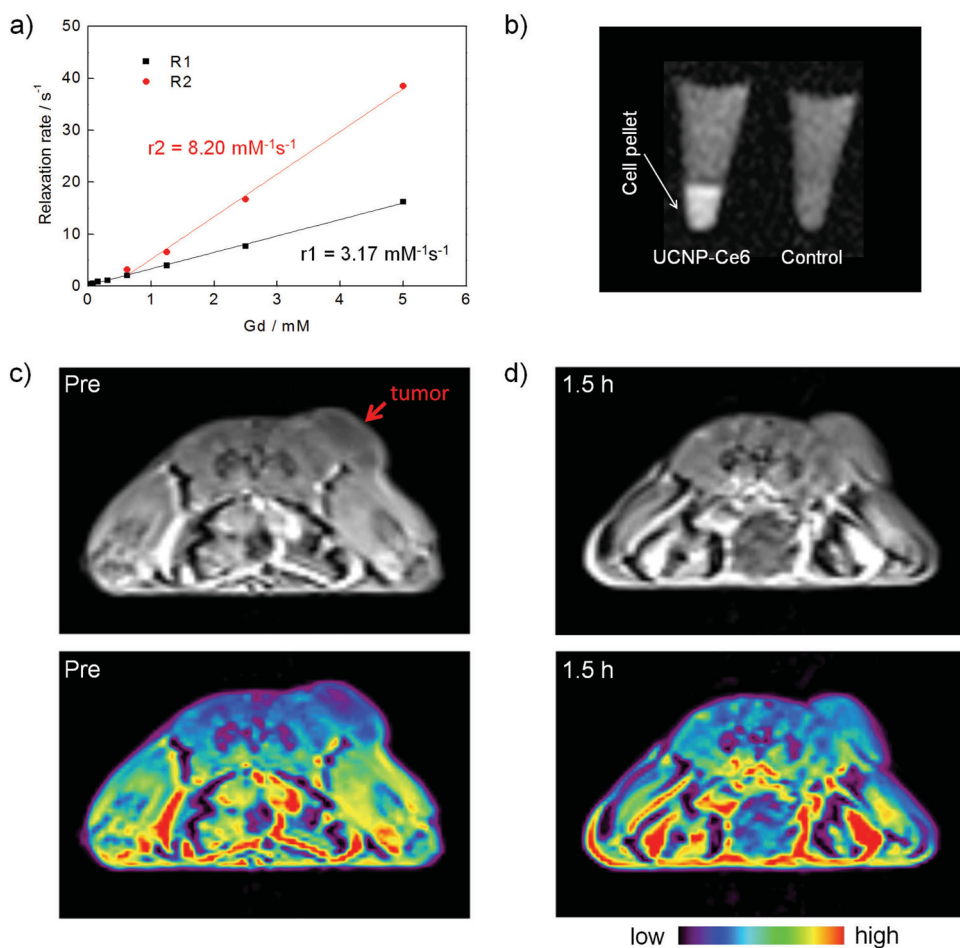 a)
50
40
30
20
10
0
Relaxation rate / s⁻¹
R1
R2
r2 = 8.20 mM⁻¹s⁻¹
r1 = 3.17 mM⁻¹s⁻¹
0 1 2 3 4 5 6
Gd / mM
b)
Cell pellet
UCNP-Ce6 Control
c)
Pre
tumor
d)
1.5 h
Pre
1.5 h
low high